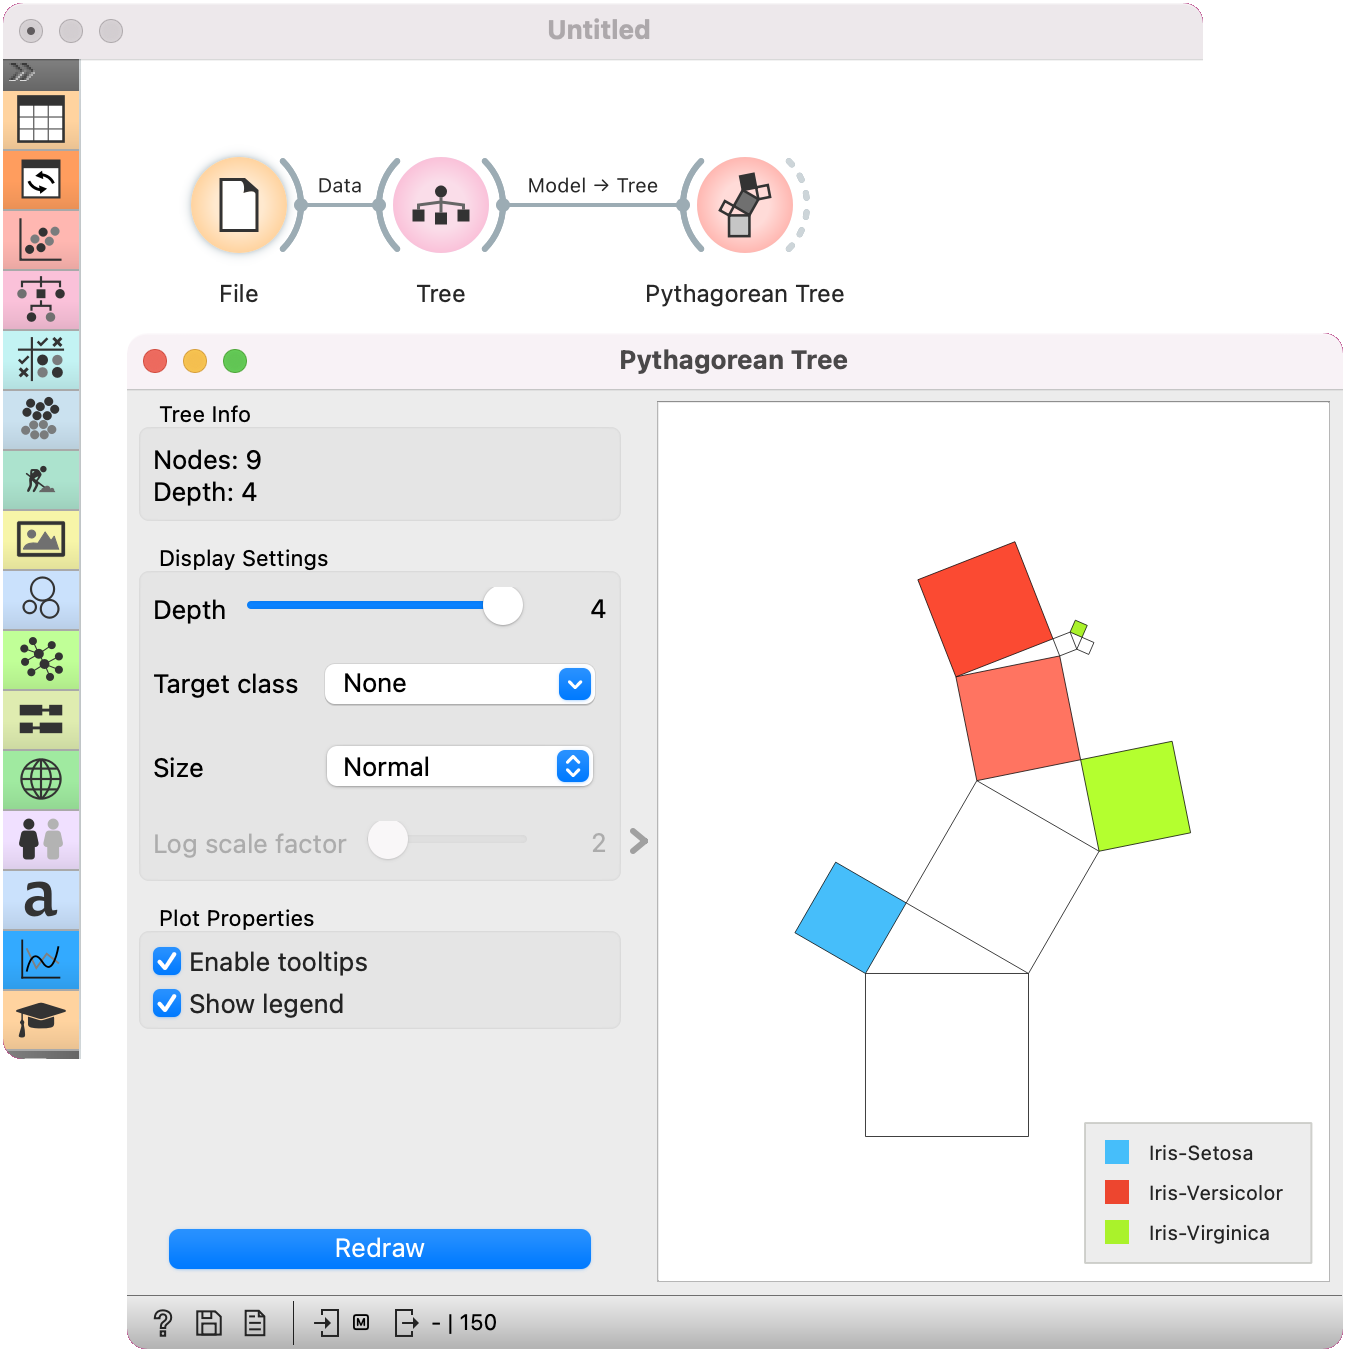 Untitled
Data
Model → Tree
File
Tree
Pythagorean Tree
Pythagorean Tree
Tree Info
Nodes: 9
Depth: 4
Display Settings
Depth 4
Target class None
Size Normal
Log scale factor 2
Plot Properties
Enable tooltips
Show legend
Iris-Setosa
Iris-Versicolor
Iris-Virginica
Redraw
? M - | 150
a